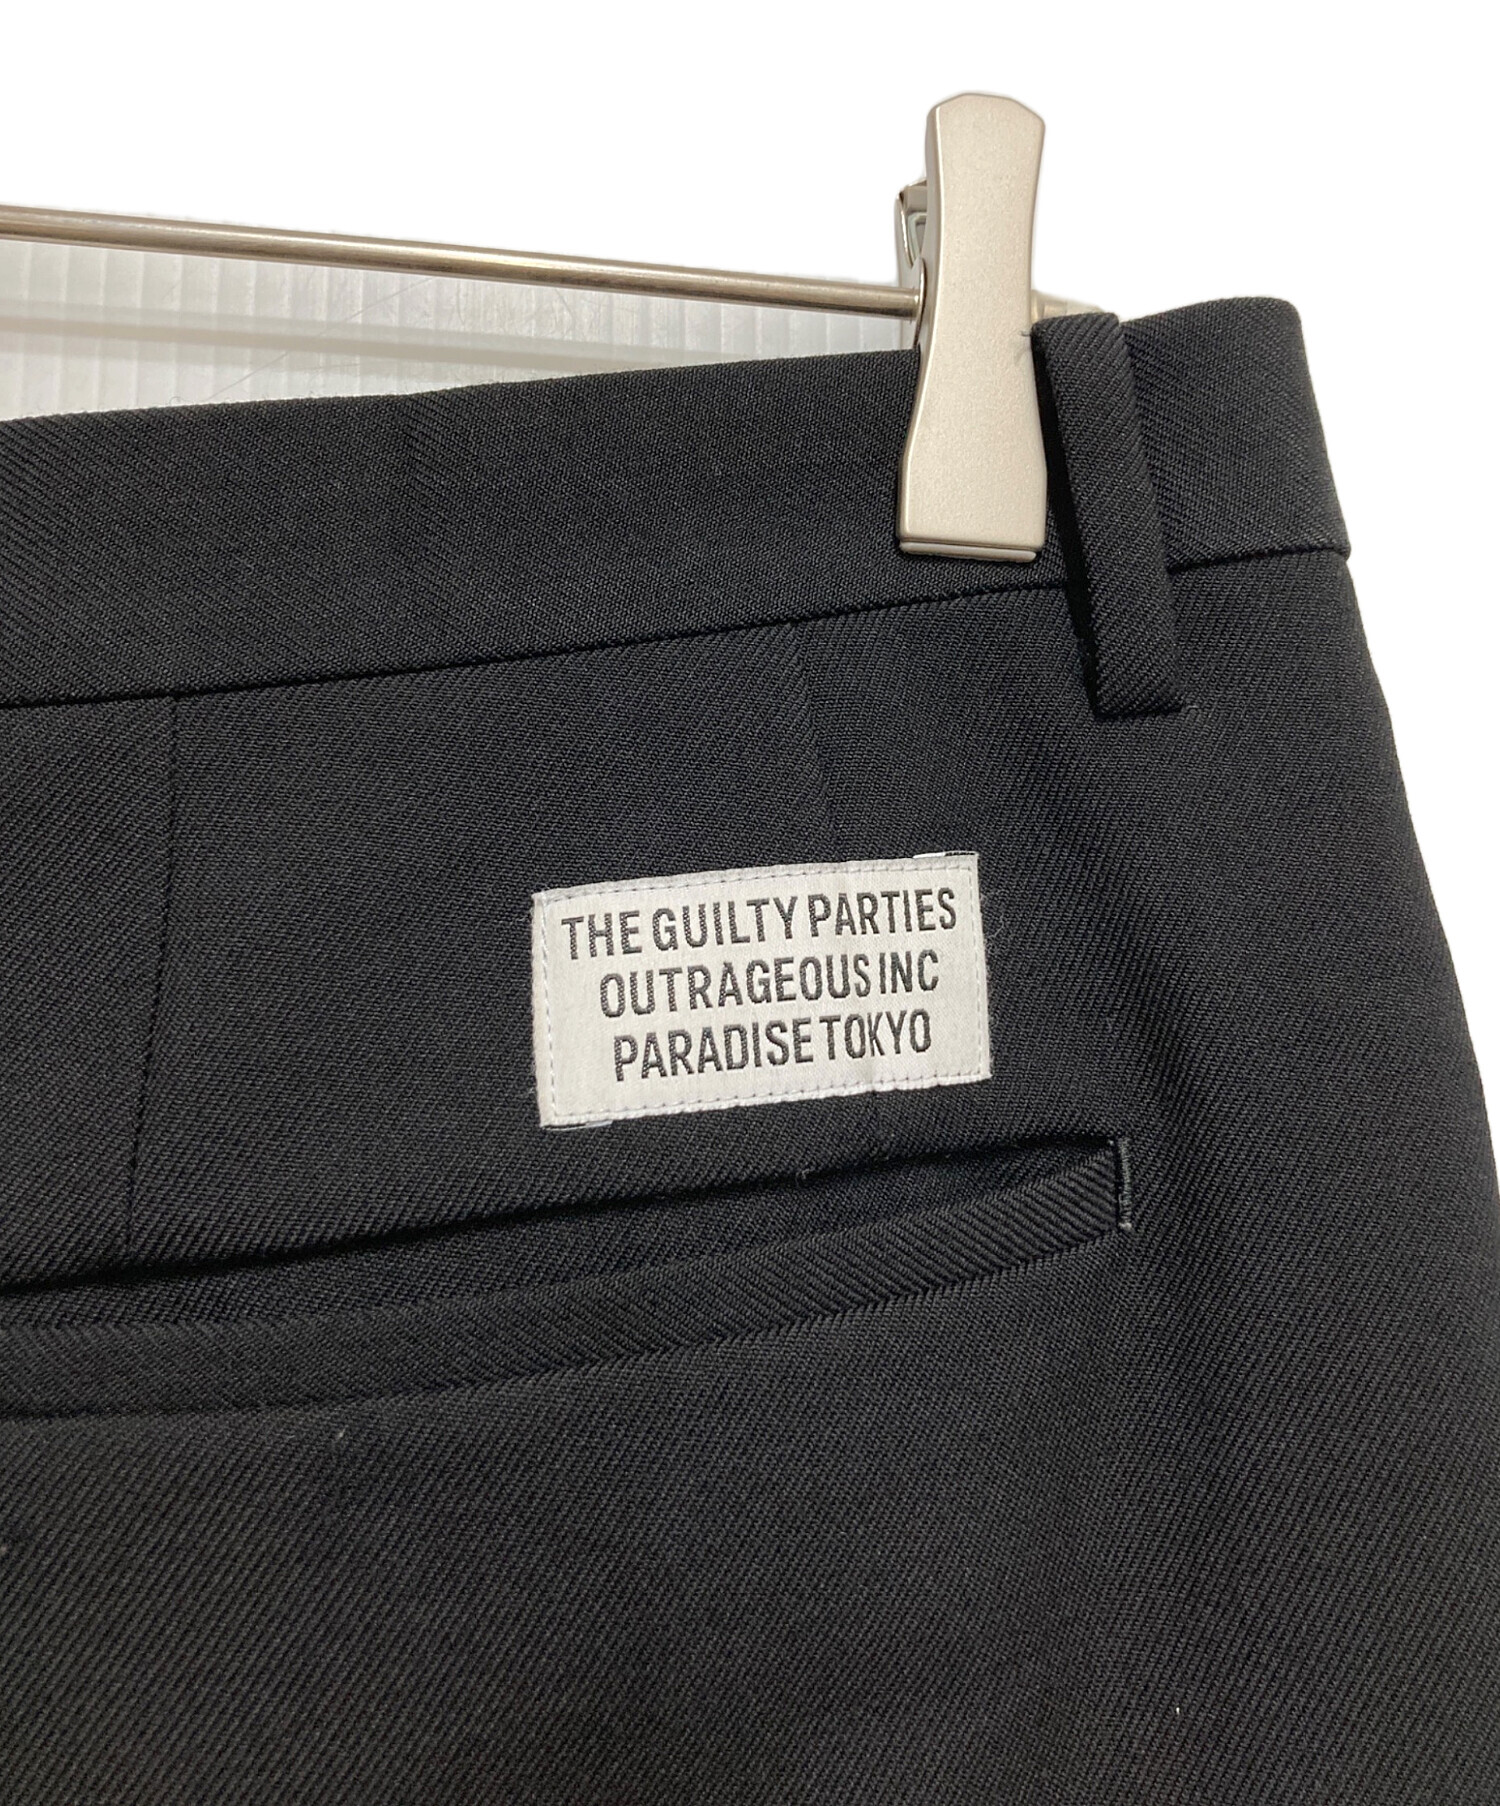 THE GUILTY PARTIES
OUTRAGEOUS INC
PARADISE TOKYO